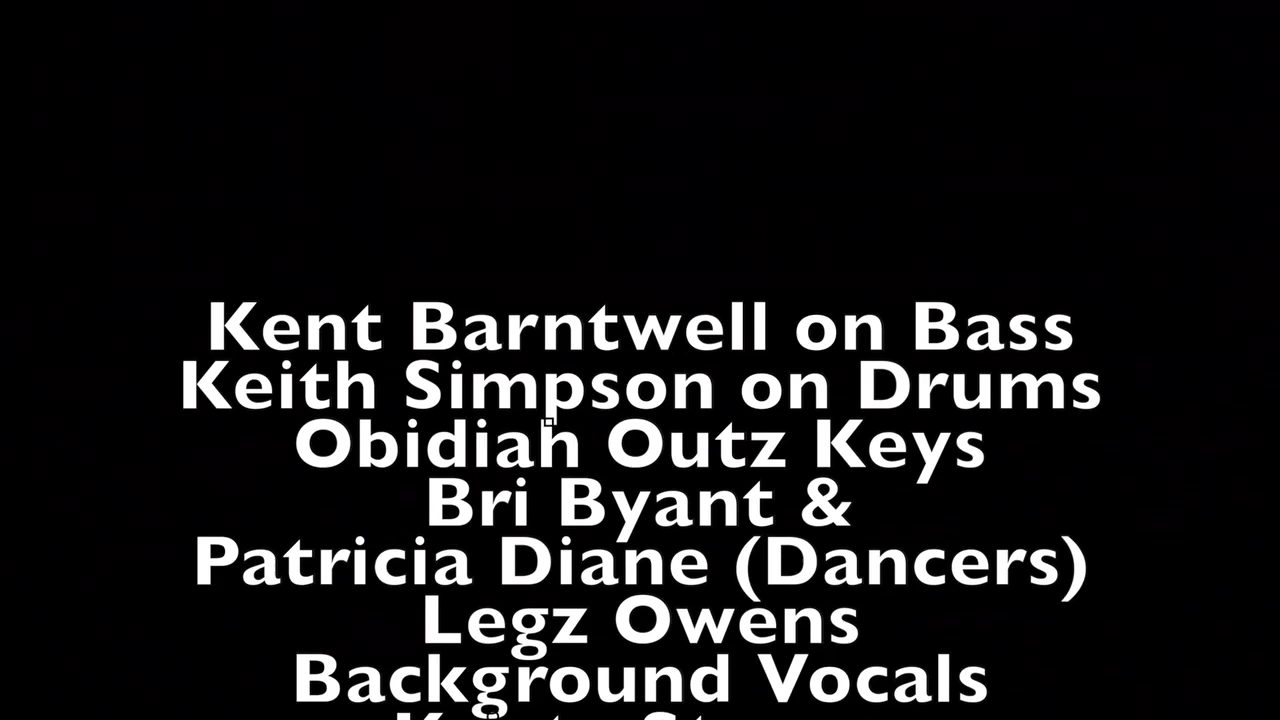 Kent Barntwell on Bass
Keith Simpson on Drums
Obidiah Outz Keys
Bri Byant &
Patricia Diane (Dancers)
Legz Owens
Background Vocals